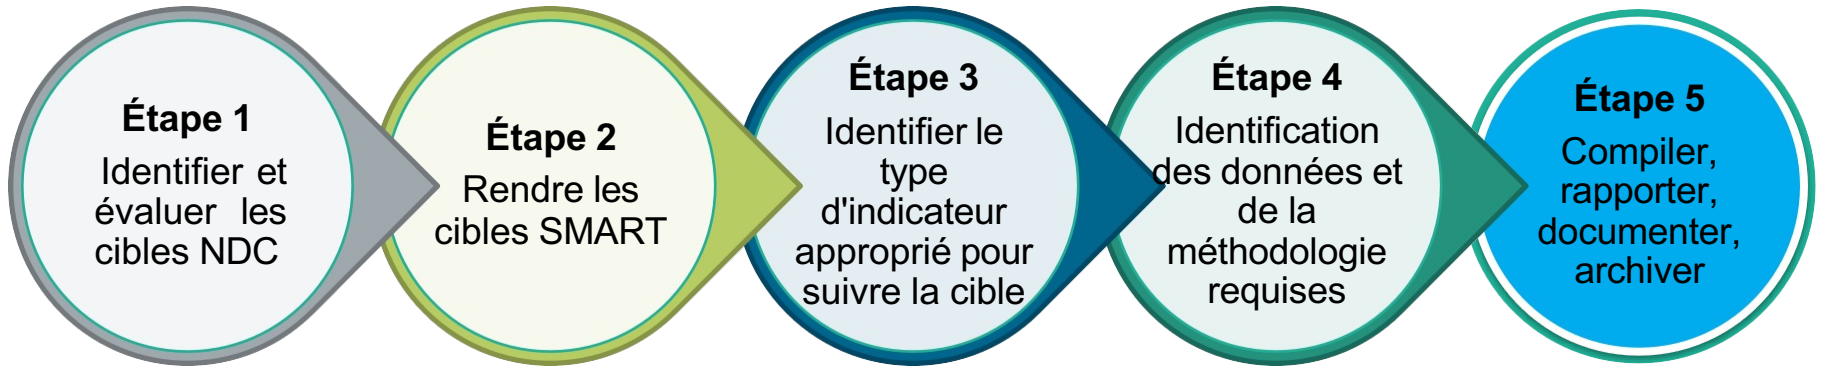 Étape 1
Identifier et
évaluer les
cibles NDC
Étape 2
Rendre les
cibles SMART
Étape 3
Identifier le
type
d'indicateur
approprié pour
suivre la cible
Étape 4
Identification
des données et
de la
méthodologie
requises
Étape 5
Compiler,
rapporter,
documenter,
archiver